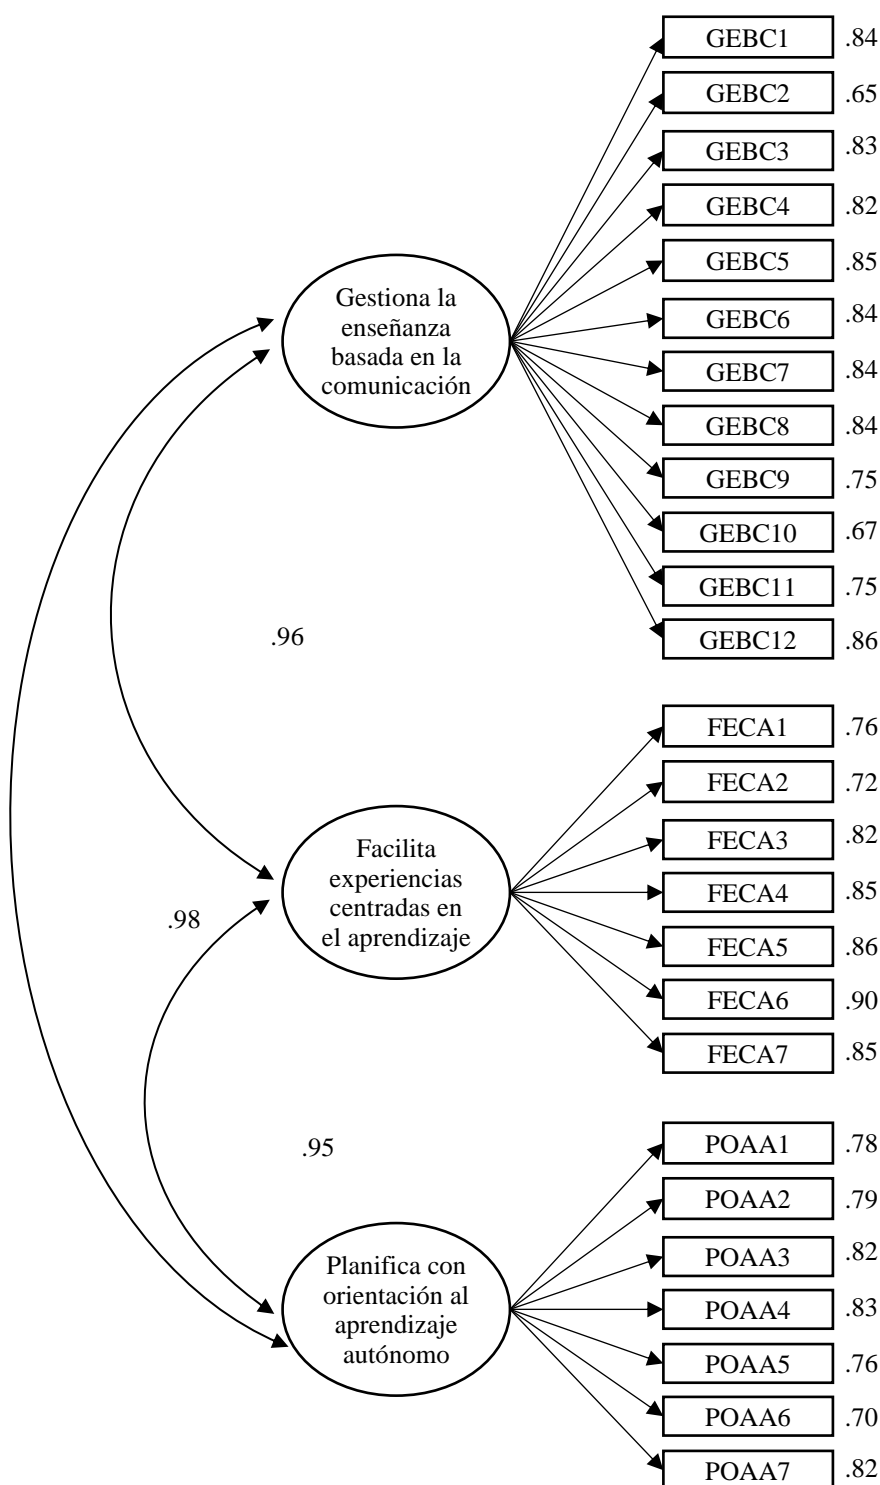 GEBC1 .84
GEBC2 .65
GEBC3 .83
GEBC4 .82
GEBC5 .85
GEBC6 .84
GEBC7 .84
GEBC8 .84
GEBC9 .75
GEBC10 .67
GEBC11 .75
GEBC12 .86
Gestiona la
enseñanza
basada en la
comunicación
.96
FECA1 .76
FECA2 .72
FECA3 .82
FECA4 .85
FECA5 .86
FECA6 .90
FECA7 .85
Facilita
experiencias
centradas en
el aprendizaje
.98
.95
POAA1 .78
POAA2 .79
POAA3 .82
POAA4 .83
POAA5 .76
POAA6 .70
POAA7 .82
Planifica con
orientación al
aprendizaje
autónomo